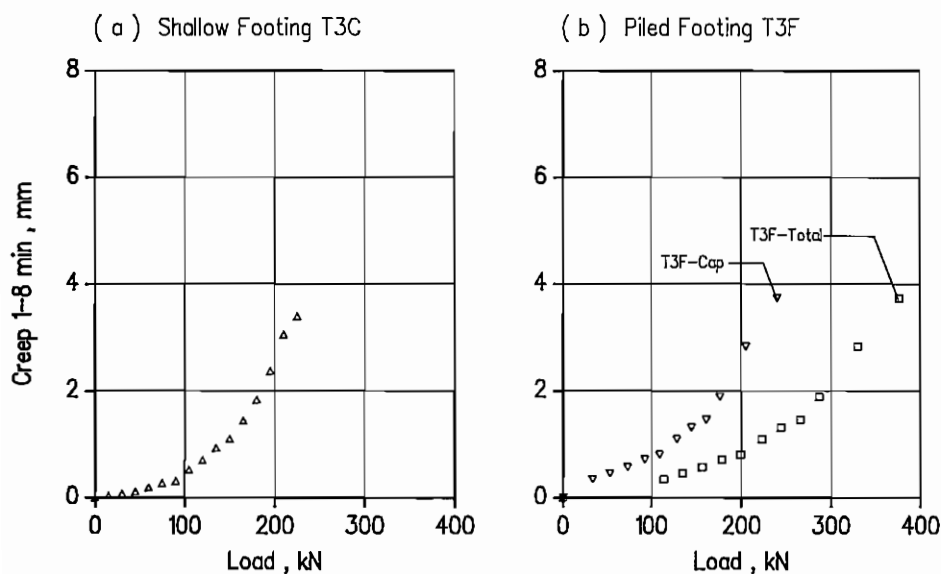 ( a ) Shallow Footing T3C
( b ) Piled Footing T3F
Creep 1-8 min , mm
8
6
4
2
0
0 100 200 300 400
Load , kN
8
6
4
2
0
T3F-Total
T3F-Cap
0 100 200 300 400
Load , kN